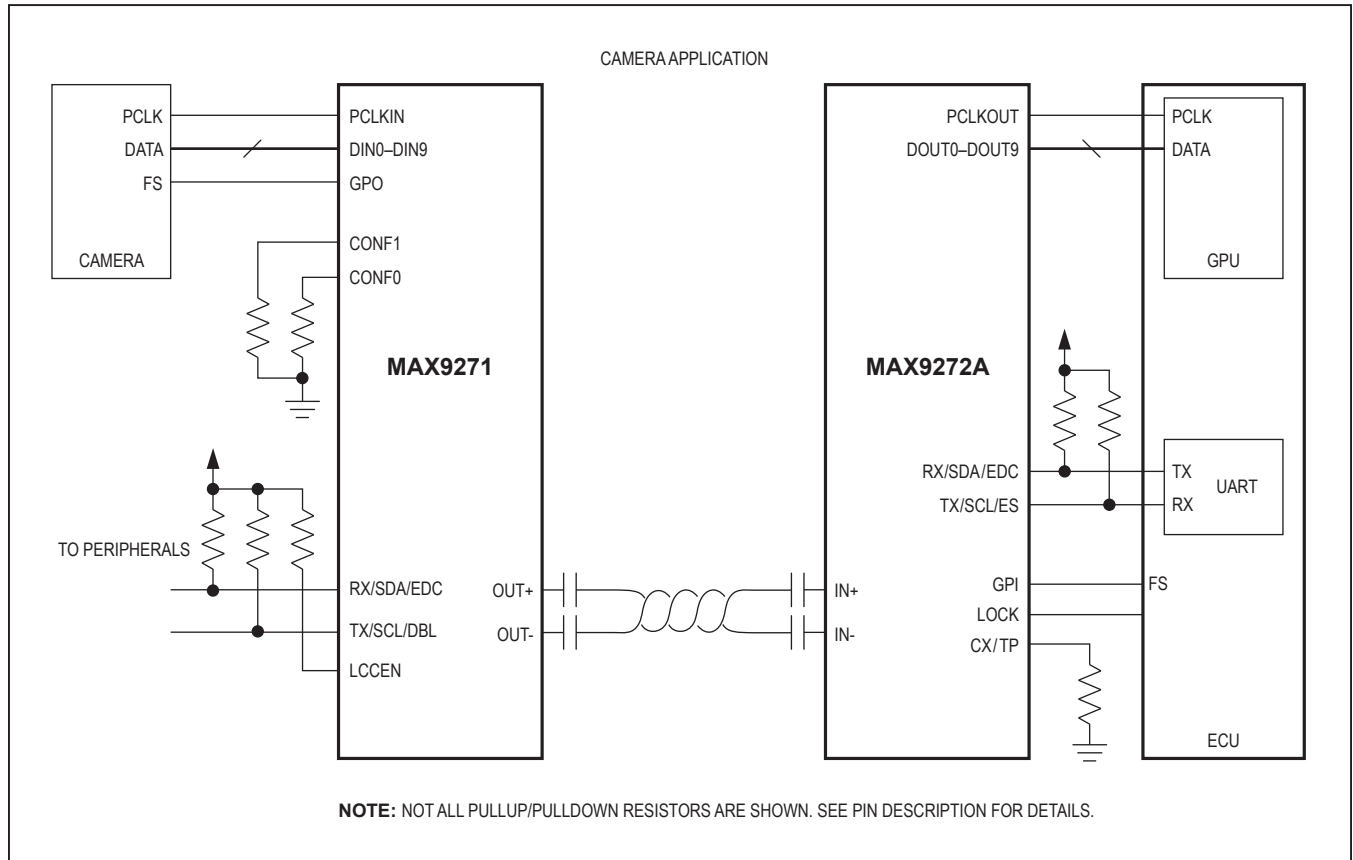 CAMERA APPLICATION
PCLK
DATA
FS
CAMERA
PCLKIN
DIN0–DIN9
GPO
CONF1
CONF0
MAX9271
TO PERIPHERALS
RX/SDA/EDC
TX/SCL/DBL
LCCEN
OUT+
OUT-
IN+
IN-
MAX9272A
PCLKOUT
DOUT0–DOUT9
RX/SDA/EDC
TX/SCL/ES
GPI
LOCK
CX/TP
PCLK
DATA
GPU
TX
RX
UART
FS
ECU
NOTE: NOT ALL PULLUP/PULLDOWN RESISTORS ARE SHOWN. SEE PIN DESCRIPTION FOR DETAILS.